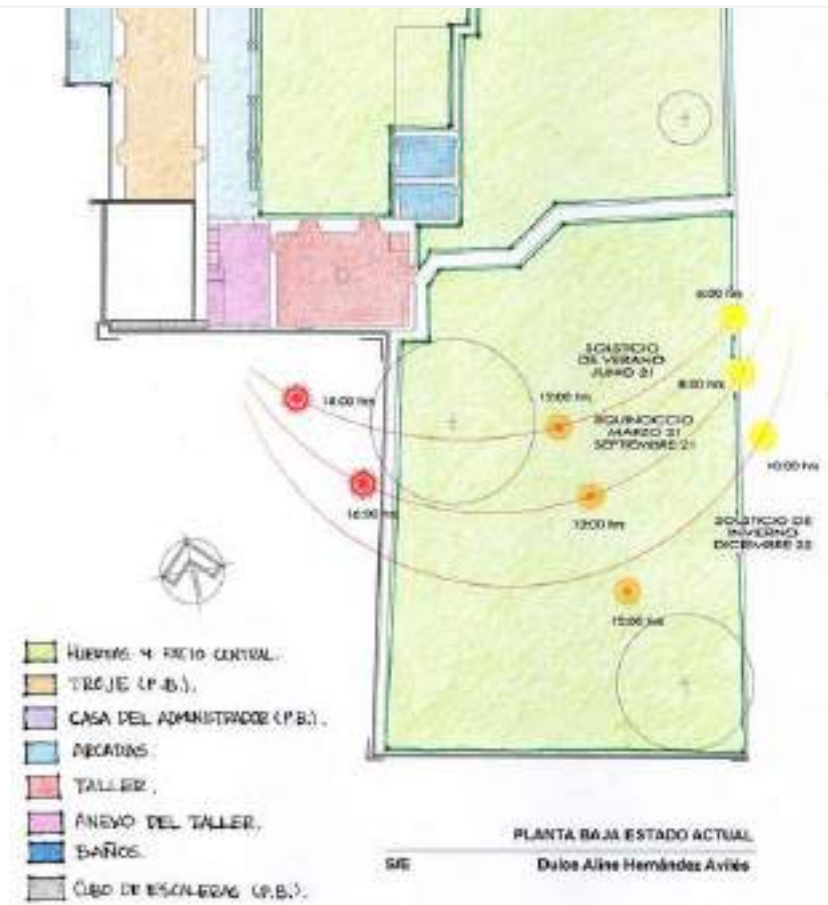 6:00 hrs
SOLSTICIO
DE VERANO
JUNIO 21
8:00 hrs
18:00 hrs
12:00 hrs
EQUINOCCIO
MARZO 21
SEPTIEMBRE 21
10:00 hrs
16:00 hrs
12:00 hrs
SOLSTICIO DE
INVIERNO
DICIEMBRE 22
12:00 hrs
HUERTAS Y PATIO CENTRAL.
TROJE (P.B.).
CASA DEL ADMINISTRADOR (P.B.).
ARCADAS.
TALLER.
ANEXO DEL TALLER.
BAÑOS.
CUBO DE ESCALERAS (P.B.).
PLANTA BAJA ESTADO ACTUAL
S/E
Dulce Aline Hernández Avilés